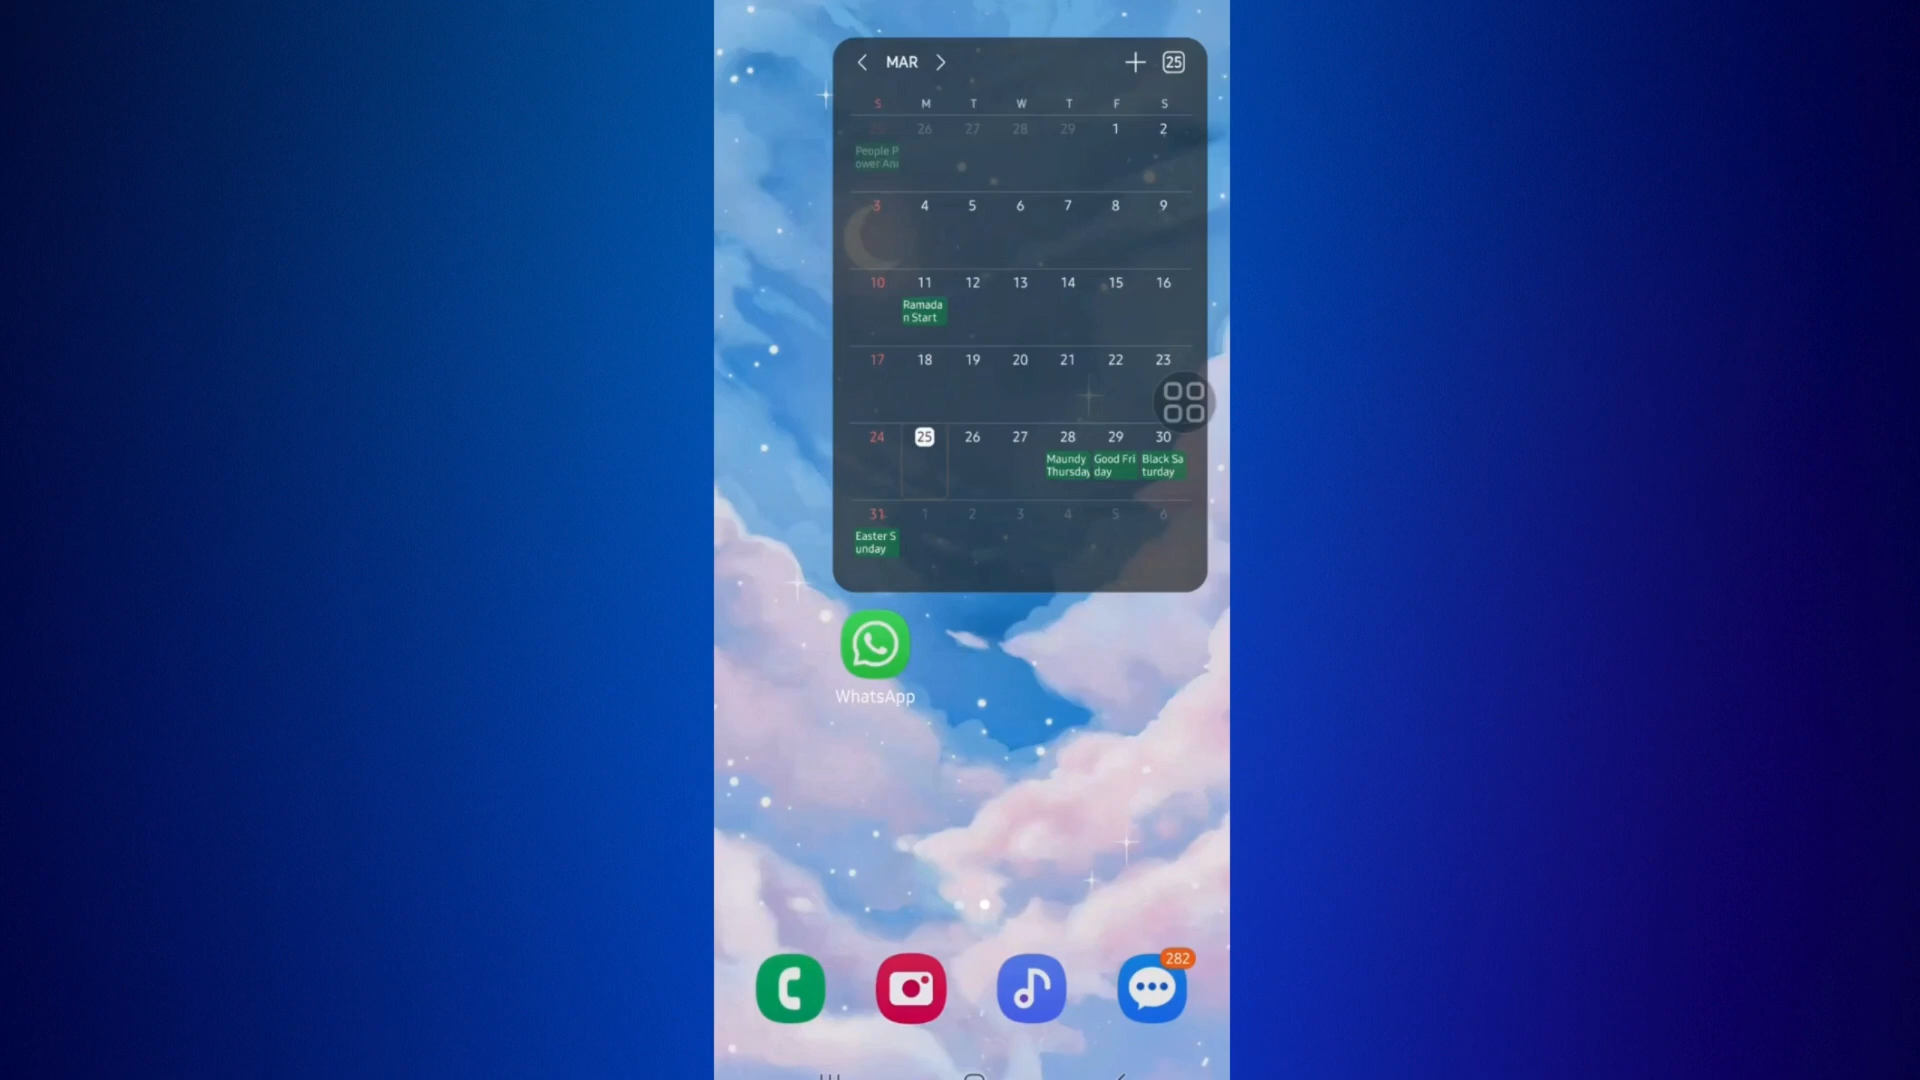 MAR
25
S M T W T F S
25 26 27 28 29 1 2
People P
ower Ani
3 4 5 6 7 8 9
10 11 12 13 14 15 16
Ramada
n Start
17 18 19 20 21 22 23
24 25 26 27 28 29 30
Maundy
Thursday
Good Fri
day
Black Sa
turday
31 1 2 3 4 5 6
Easter S
unday
WhatsApp
282